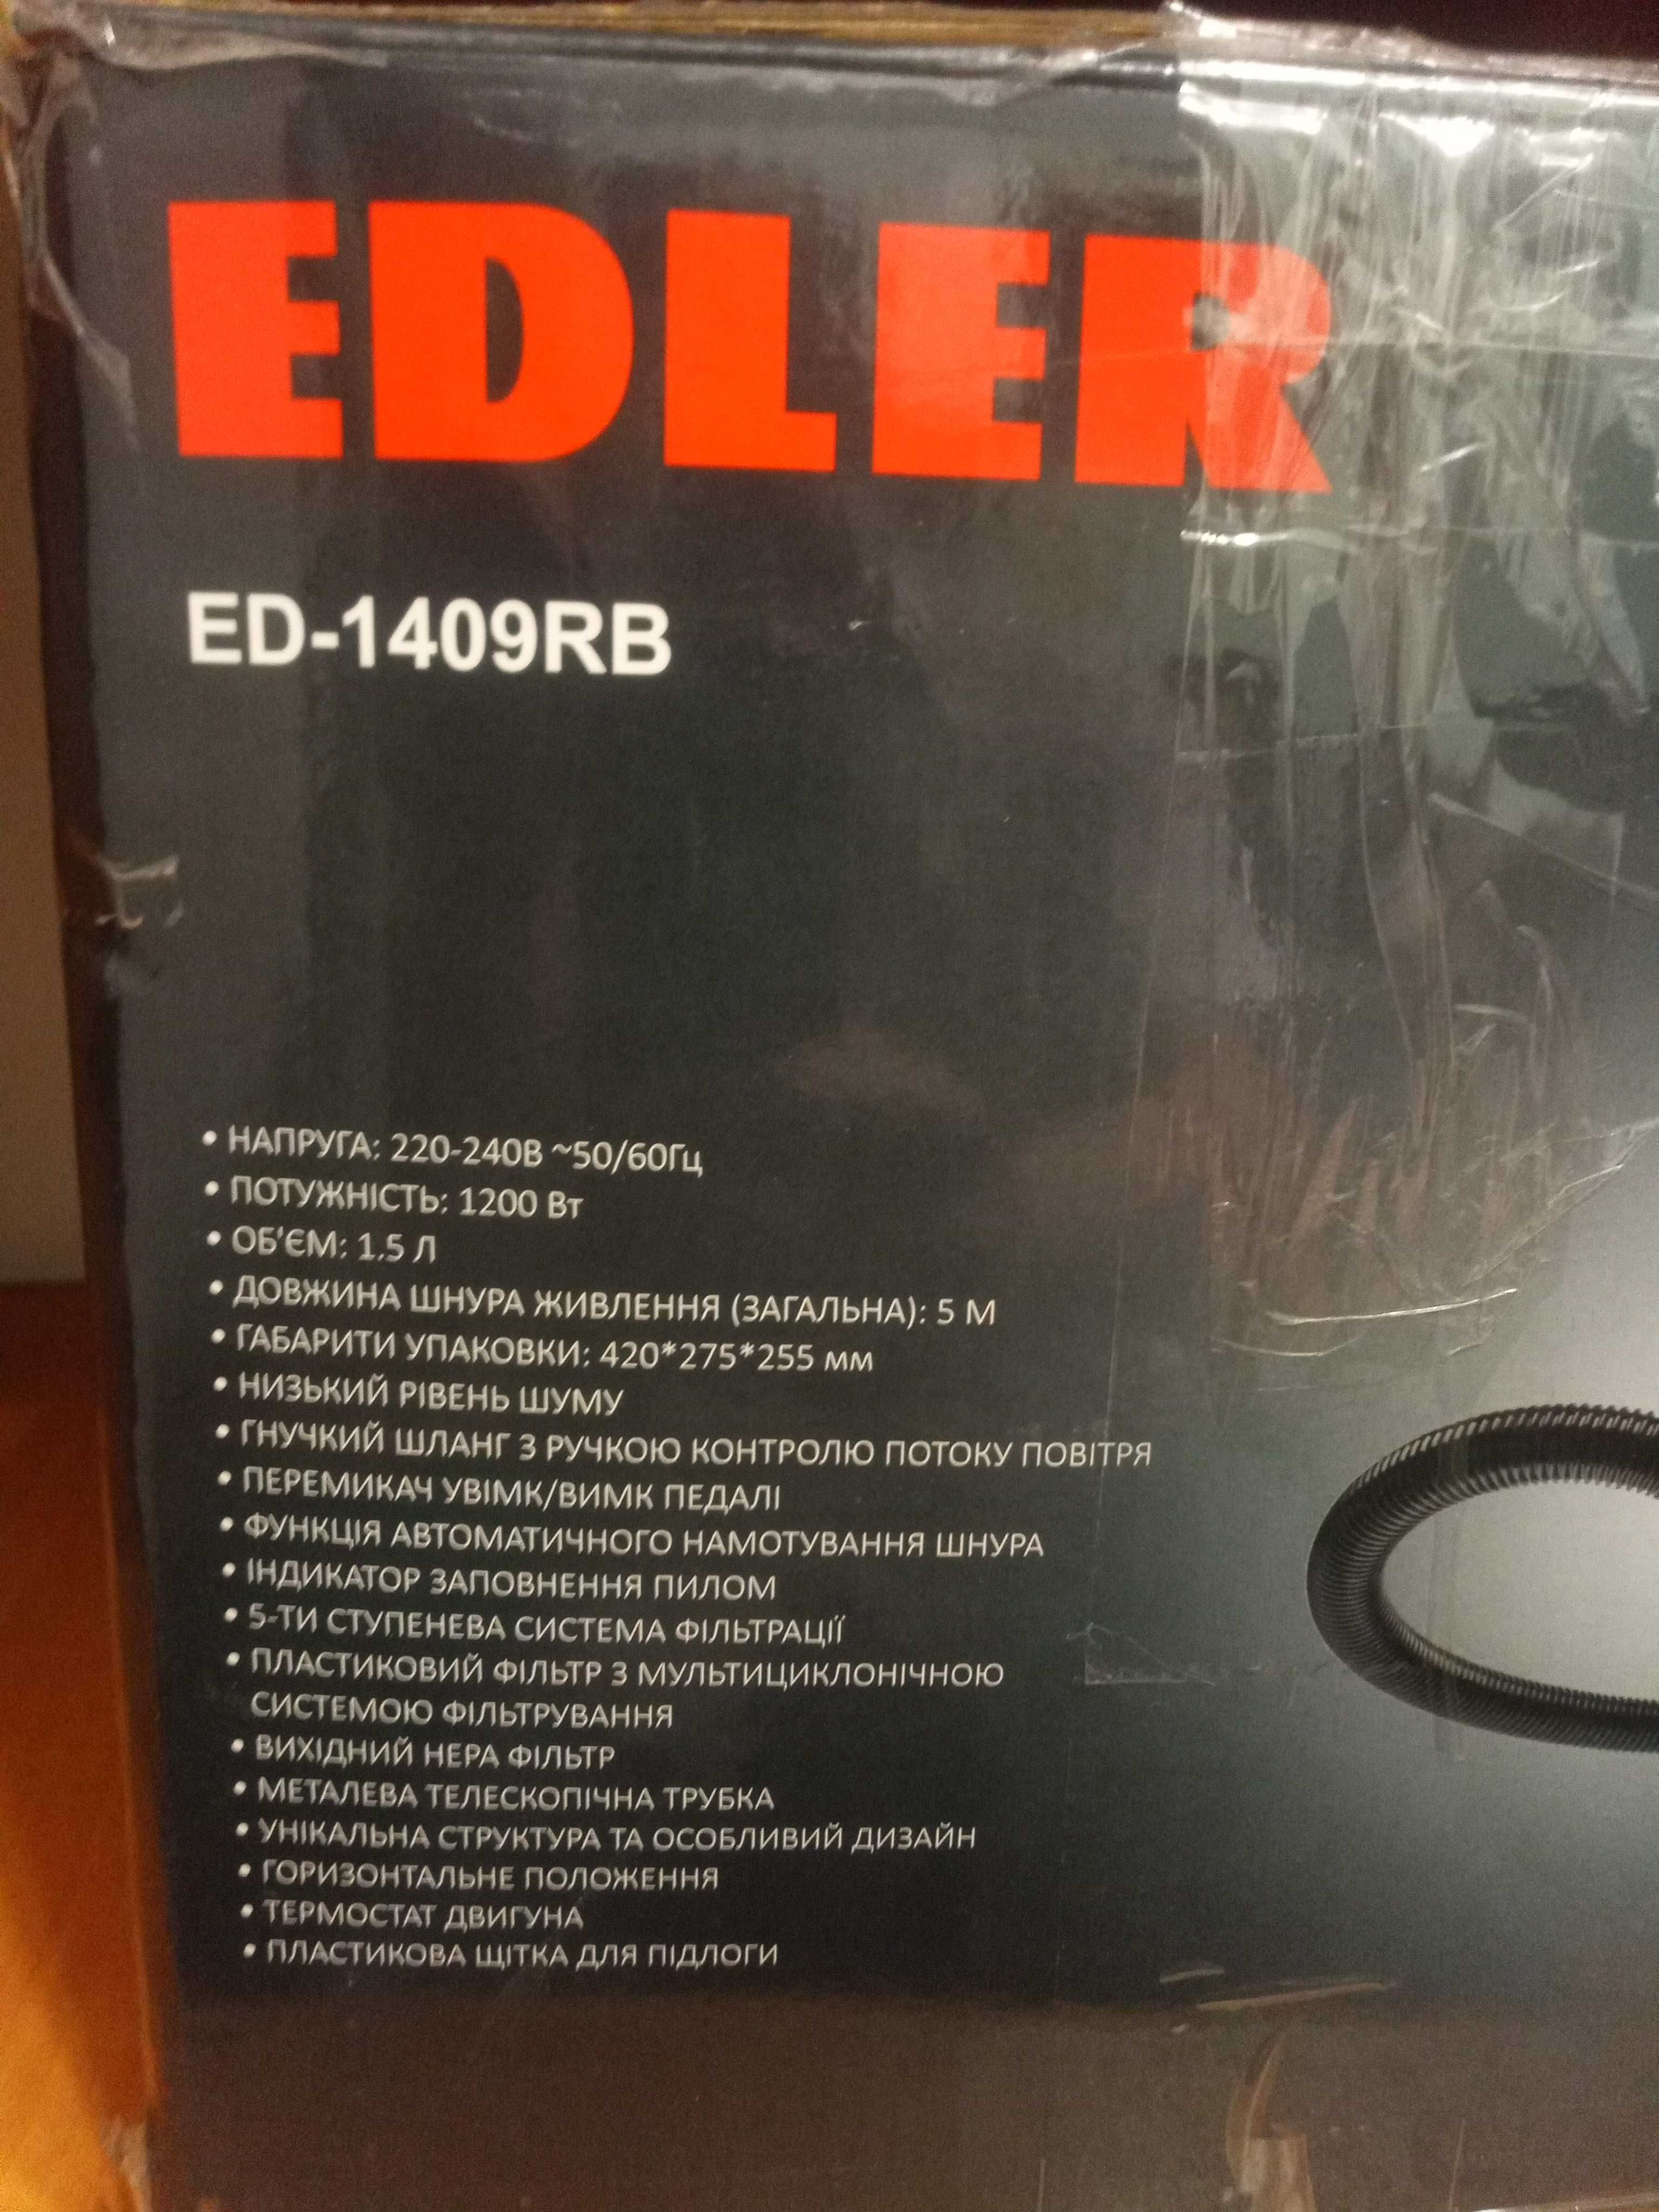 EDLER
ED-1409RB
• НАПРУГА: 220-240В ~50/60Гц
• ПОТУЖНІСТЬ: 1200 Вт
• ОБ'ЄМ: 1.5 Л
• ДОВЖИНА ШНУРА ЖИВЛЕННЯ (ЗАГАЛЬНА): 5 М
• ГАБАРИТИ УПАКОВКИ: 420*275*255 мм
• НИЗЬКИЙ РІВЕНЬ ШУМУ
• ГНУЧКИЙ ШЛАНГ З РУЧКОЮ КОНТРОЛЮ ПОТОКУ ПОВІТРЯ
• ПЕРЕМИКАЧ УВІМК/ВИМК ПЕДАЛІ
• ФУНКЦІЯ АВТОМАТИЧНОГО НАМОТУВАННЯ ШНУРА
• ІНДИКАТОР ЗАПОВНЕННЯ ПИЛОМ
• 5-ТИ СТУПЕНЕВА СИСТЕМА ФІЛЬТРАЦІЇ
• ПЛАСТИКОВИЙ ФІЛЬТР З МУЛЬТИЦИКЛОНІЧНОЮ
СИСТЕМОЮ ФІЛЬТРУВАННЯ
• ВИХІДНИЙ НЕРА ФІЛЬТР
• МЕТАЛЕВА ТЕЛЕСКОПІЧНА ТРУБКА
• УНІКАЛЬНА СТРУКТУРА ТА ОСОБЛИВИЙ ДИЗАЙН
• ГОРИЗОНТАЛЬНЕ ПОЛОЖЕННЯ
• ТЕРМОСТАТ ДВИГУНА
• ПЛАСТИКОВА ЩІТКА ДЛЯ ПІДЛОГИ